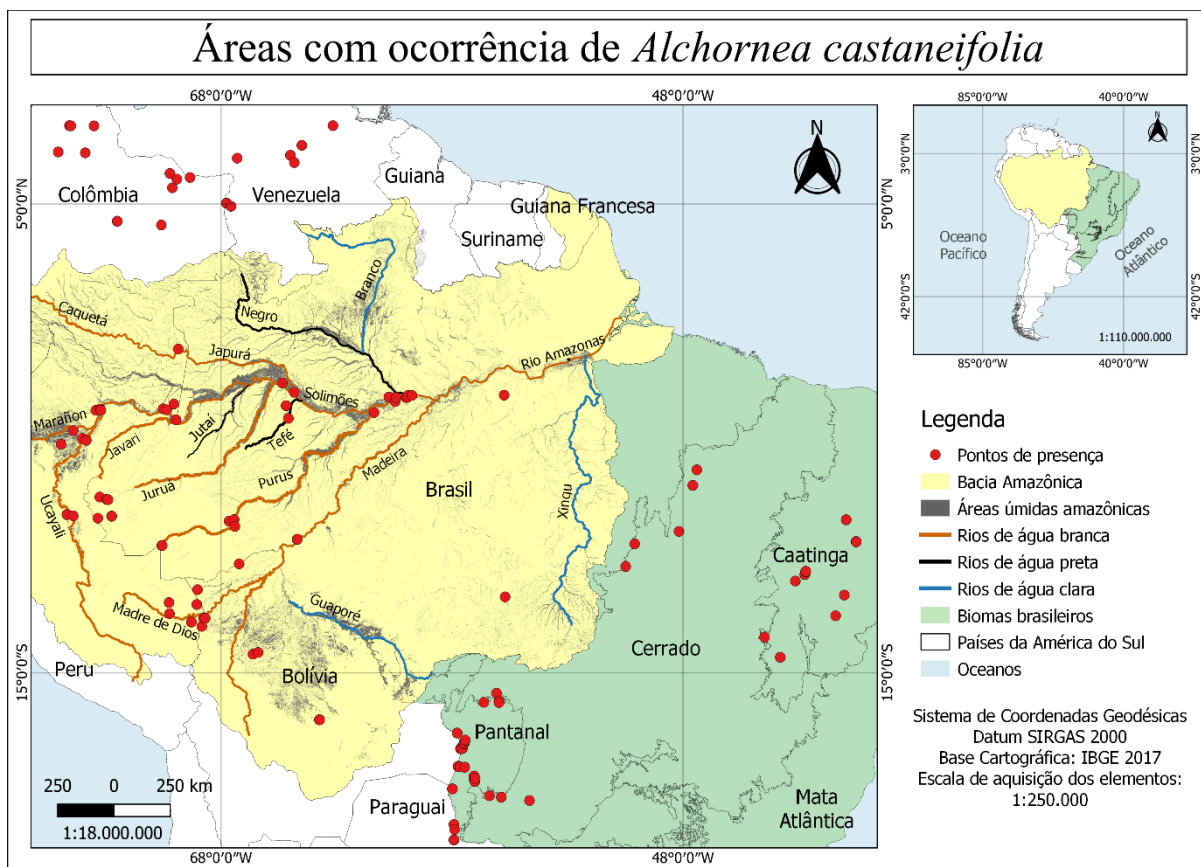 Áreas com ocorrência de Alchornea castaneifolia
68°0′0″W
48°0′0″W
5°0′0″N
15°0′0″S
5°0′0″N
15°0′0″S
68°0′0″W
48°0′0″W
N
Colômbia
Venezuela
Guiana
Guiana Francesa
Suriname
Branco
Negro
Caquetá
Japurá
Rio Amazonas
Solimões
Marañon
Javari
Jutaí
Tefé
Juruá
Purus
Madeira
Ucayali
Brasil
Xingu
Caatinga
Madre de Dios
Guaporé
Cerrado
Peru
Bolívia
Pantanal
Paraguai
Mata
Atlântica
250 0 250 km
1:18.000.000
85°0′0″W
40°0′0″W
3°0′0″N
42°0′0″S
3°0′0″N
42°0′0″S
N
Oceano
Pacífico
Oceano
Atlântico
1:110.000.000
85°0′0″W
40°0′0″W
Legenda
Pontos de presença
Bacia Amazônica
Áreas úmidas amazônicas
Rios de água branca
Rios de água preta
Rios de água clara
Biomas brasileiros
Países da América do Sul
Oceanos
Sistema de Coordenadas Geodésicas
Datum SIRGAS 2000
Base Cartográfica: IBGE 2017
Escala de aquisição dos elementos:
1:250.000